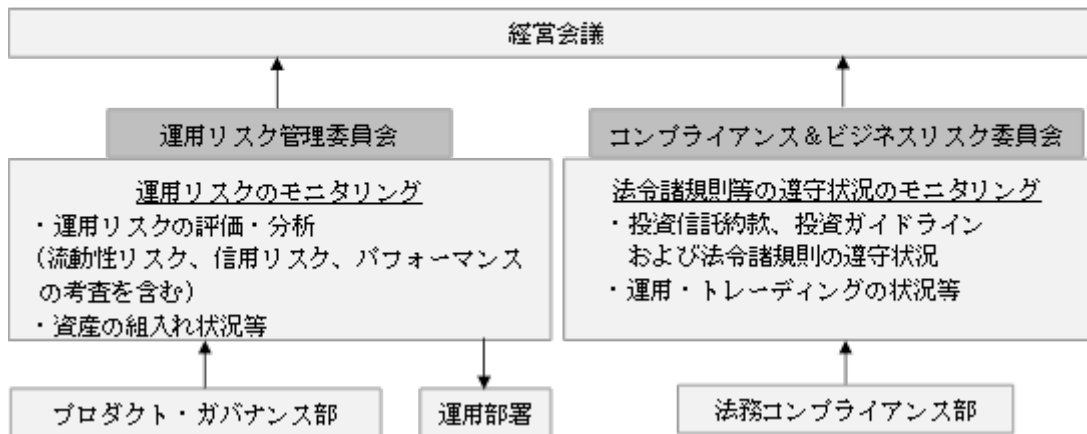 経営会議
運用リスク管理委員会
運用リスクのモニタリング
・運用リスクの評価・分析
（流動性リスク、信用リスク、パフォーマンス
の考査を含む）
・資産の組入れ状況等
コンプライアンス＆ビジネスリスク委員会
法令諸規則等の遵守状況のモニタリング
・投資信託約款、投資ガイドライン
および法令諸規則の遵守状況
・運用・トレーディングの状況等
プロダクト・ガバナンス部
運用部署
法務コンプライアンス部